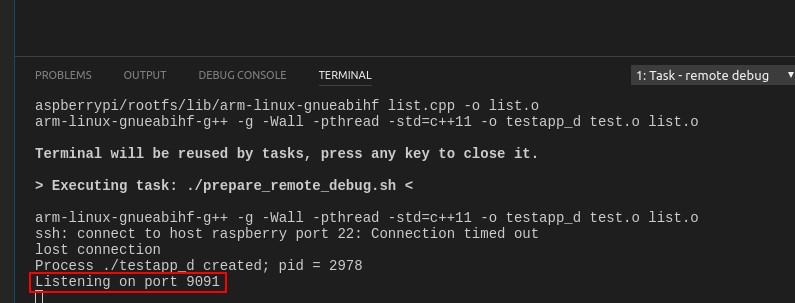 PROBLEMS OUTPUT DEBUG CONSOLE TERMINAL 1: Task - remote debug
aspberrypi/rootfs/lib/arm-linux-gnueabihf list.cpp -o list.o
arm-linux-gnueabihf-g++ -g -Wall -pthread -std=c++11 -o testapp_d test.o list.o
Terminal will be reused by tasks, press any key to close it.
> Executing task: ./prepare_remote_debug.sh <
arm-linux-gnueabihf-g++ -g -Wall -pthread -std=c++11 -o testapp_d test.o list.o
ssh: connect to host raspberry port 22: Connection timed out
lost connection
Process ./testapp_d created; pid = 2978
Listening on port 9091